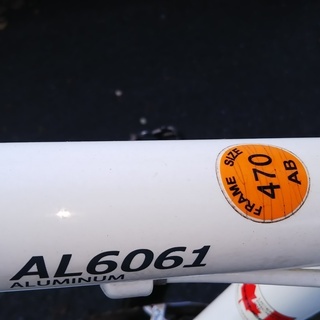 AL6061
ALUMINUM
FRAME SIZE
470
AB